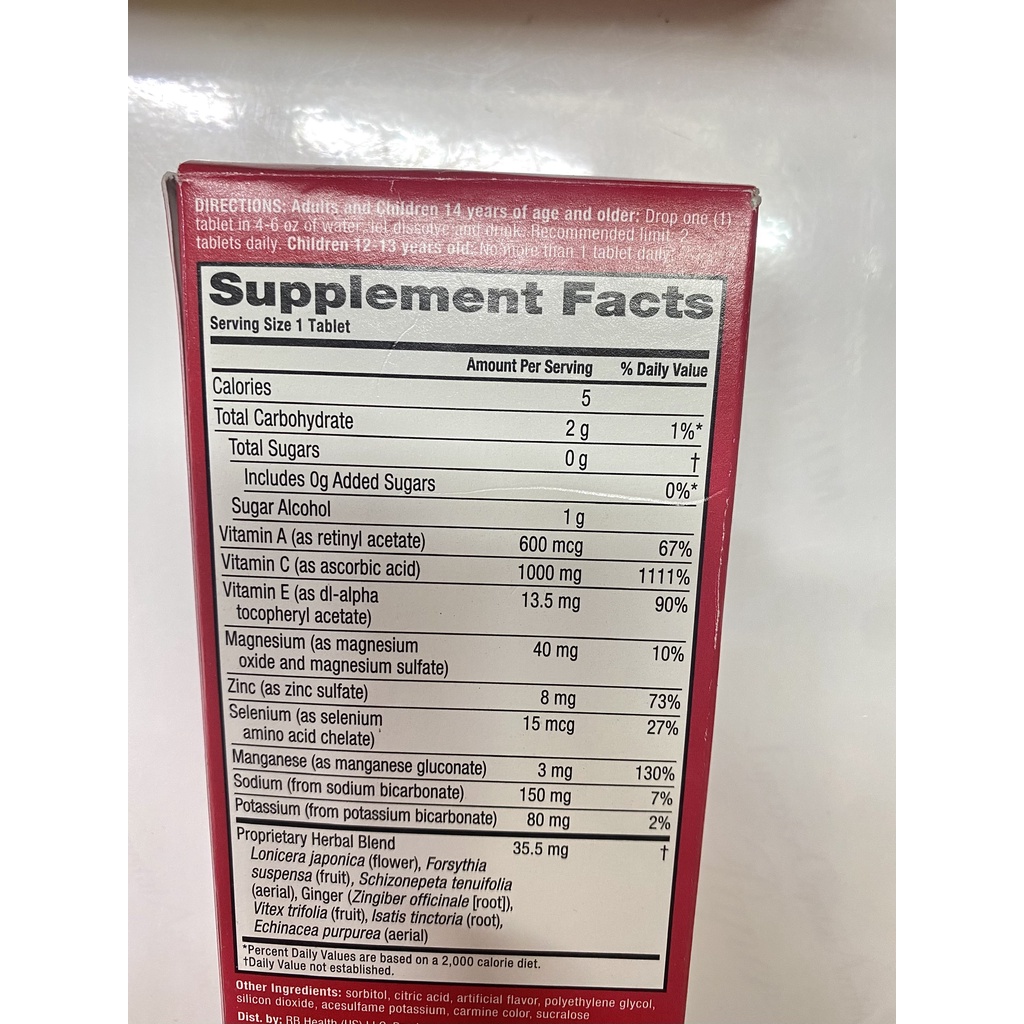 DIRECTIONS: Adults and Children 14 years of age and older: Drop one (1)
tablet in 4-6 oz of water, let dissolve and drink. Recommended limit 2
tablets daily. Children 12-13 years old: No more than 1 tablet daily.
Supplement Facts
Serving Size 1 Tablet
Amount Per Serving % Daily Value
Calories 5
Total Carbohydrate 2 g 1%*
Total Sugars 0 g †
Includes 0g Added Sugars 0%*
Sugar Alcohol 1 g
Vitamin A (as retinyl acetate) 600 mcg 67%
Vitamin C (as ascorbic acid) 1000 mg 1111%
Vitamin E (as dl-alpha 13.5 mg 90%
tocopheryl acetate)
Magnesium (as magnesium 40 mg 10%
oxide and magnesium sulfate)
Zinc (as zinc sulfate) 8 mg 73%
Selenium (as selenium 15 mcg 27%
amino acid chelate)
Manganese (as manganese gluconate) 3 mg 130%
Sodium (from sodium bicarbonate) 150 mg 7%
Potassium (from potassium bicarbonate) 80 mg 2%
Proprietary Herbal Blend 35.5 mg †
Lonicera japonica (flower), Forsythia
suspensa (fruit), Schizonepeta tenuifolia
(aerial), Ginger (Zingiber officinale [root]),
Vitex trifolia (fruit), Isatis tinctoria (root),
Echinacea purpurea (aerial)
*Percent Daily Values are based on a 2,000 calorie diet.
†Daily Value not established.
Other Ingredients: sorbitol, citric acid, artificial flavor, polyethylene glycol,
silicon dioxide, acesulfame potassium, carmine color, sucralose
Dist. by: RB Health (US) LLC